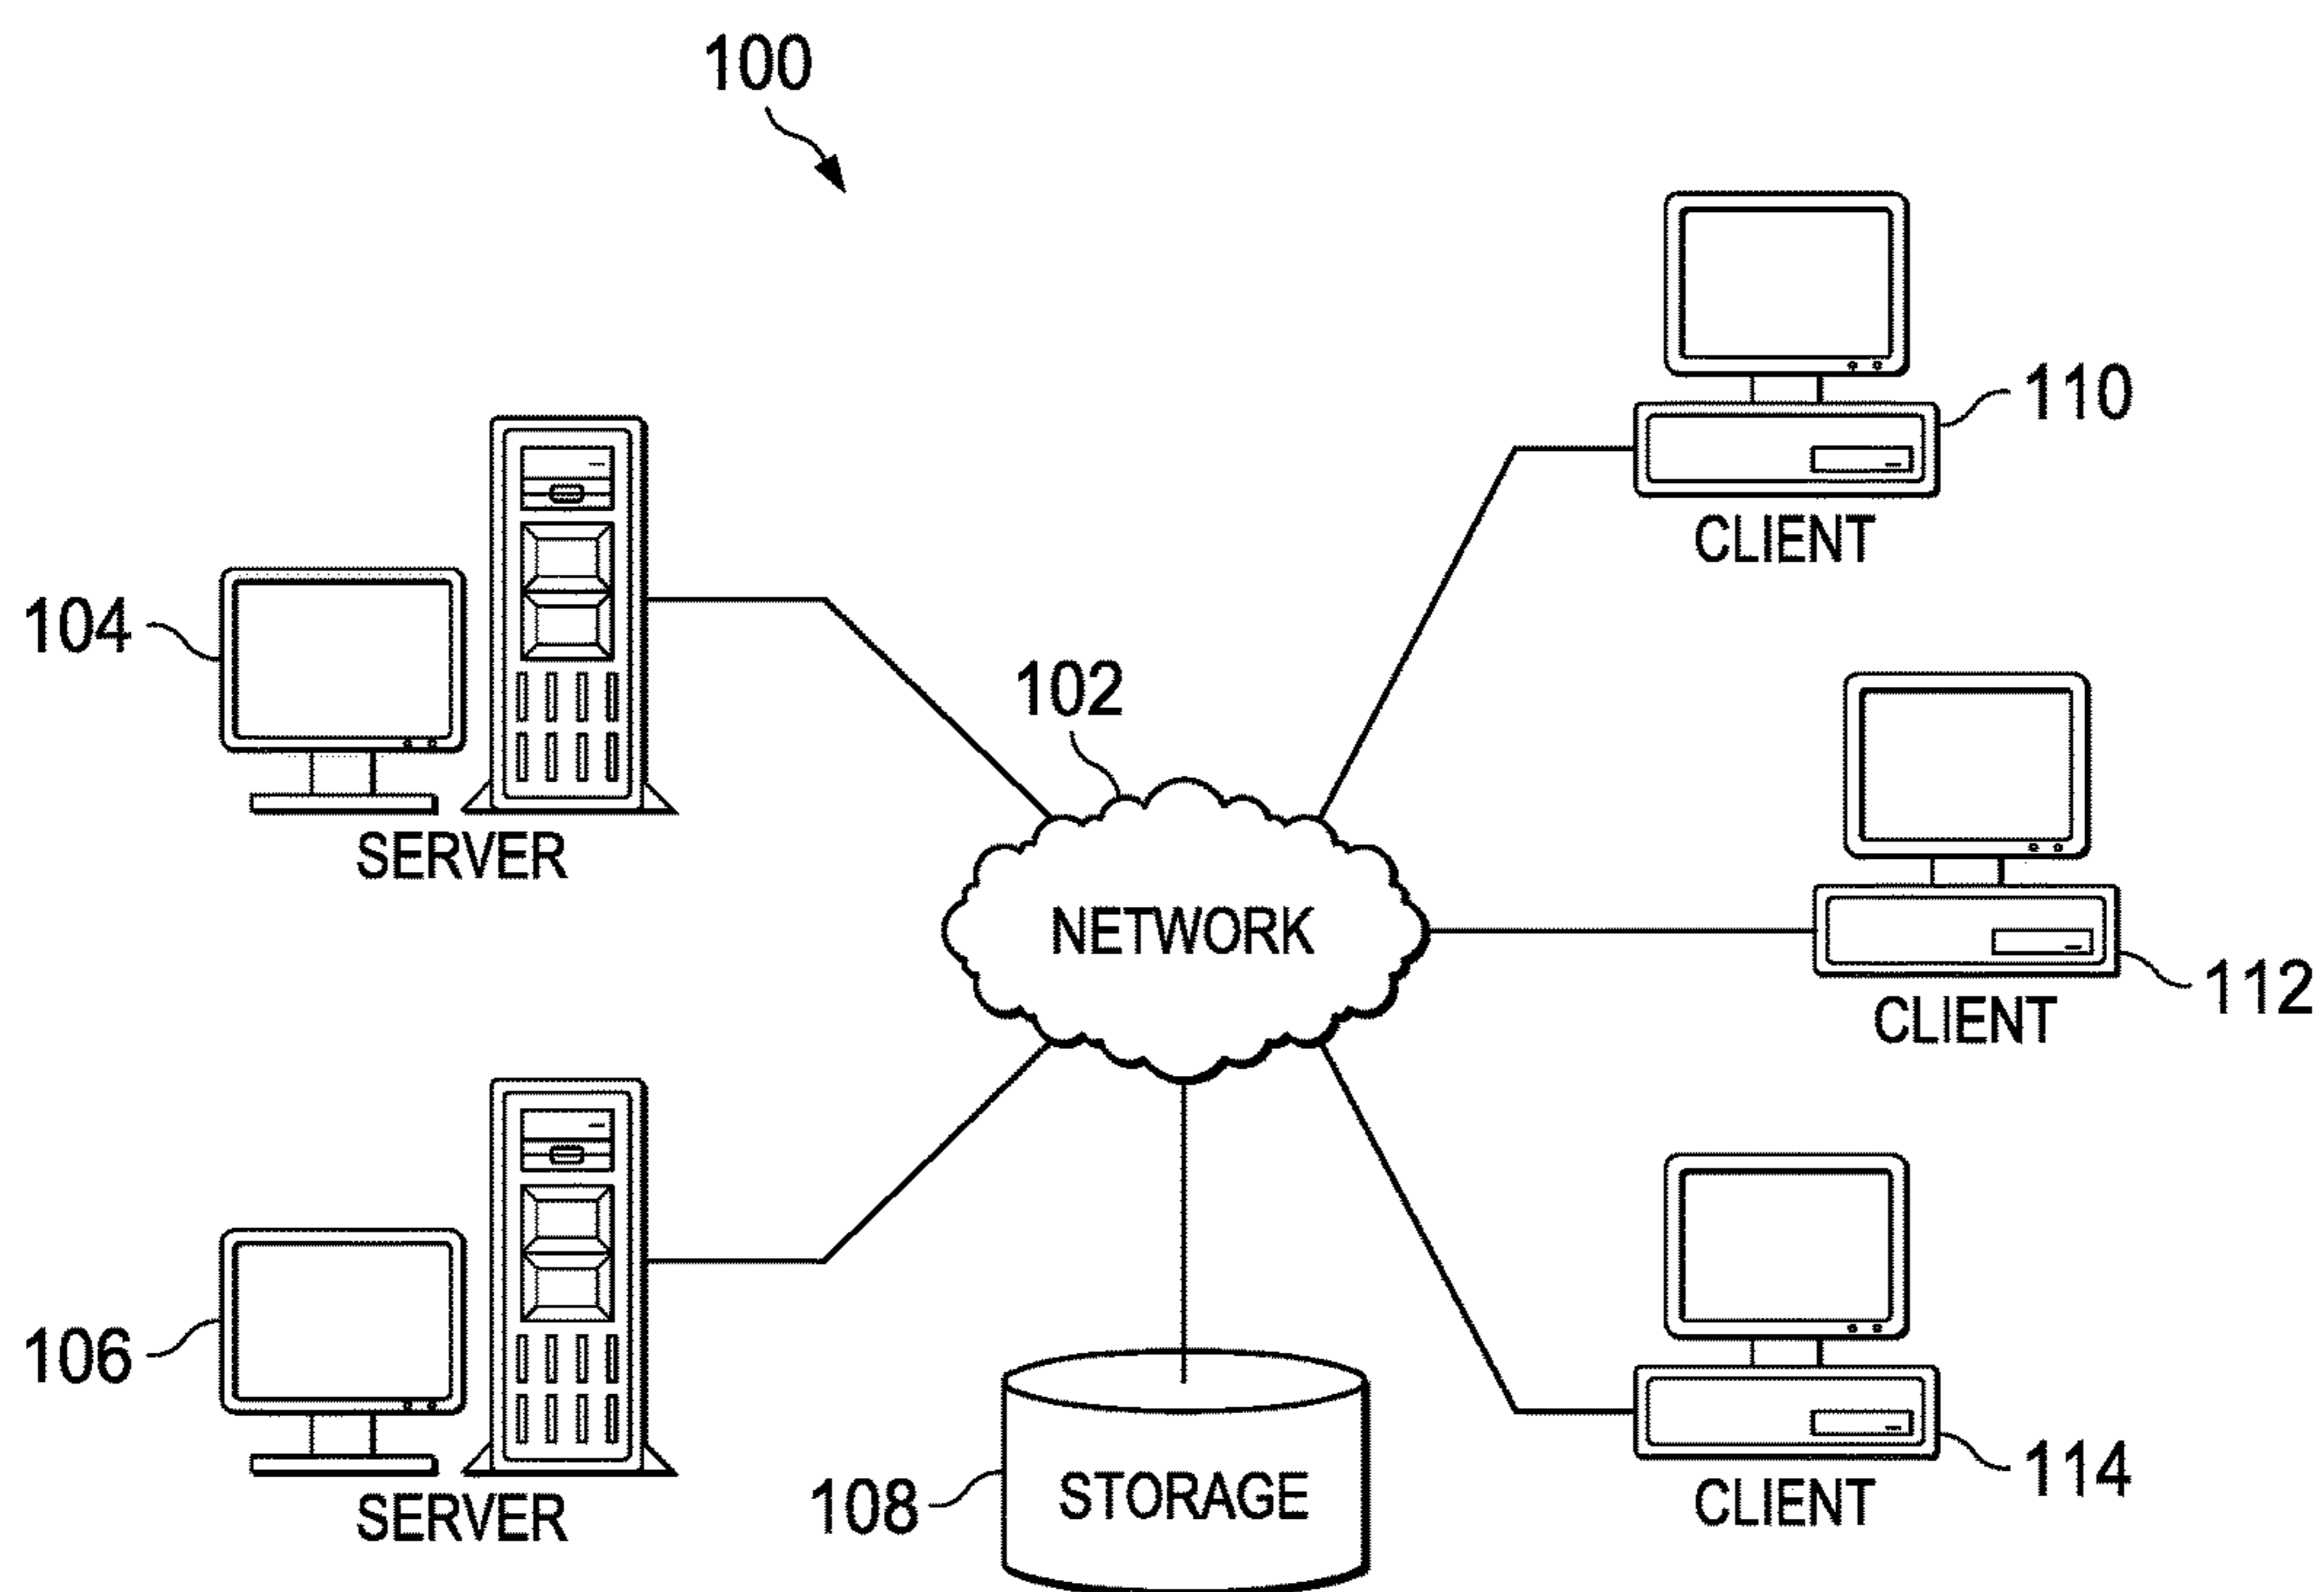 100
110
CLIENT
104
SERVER
102
NETWORK
112
CLIENT
106
SERVER
108
STORAGE
114
CLIENT